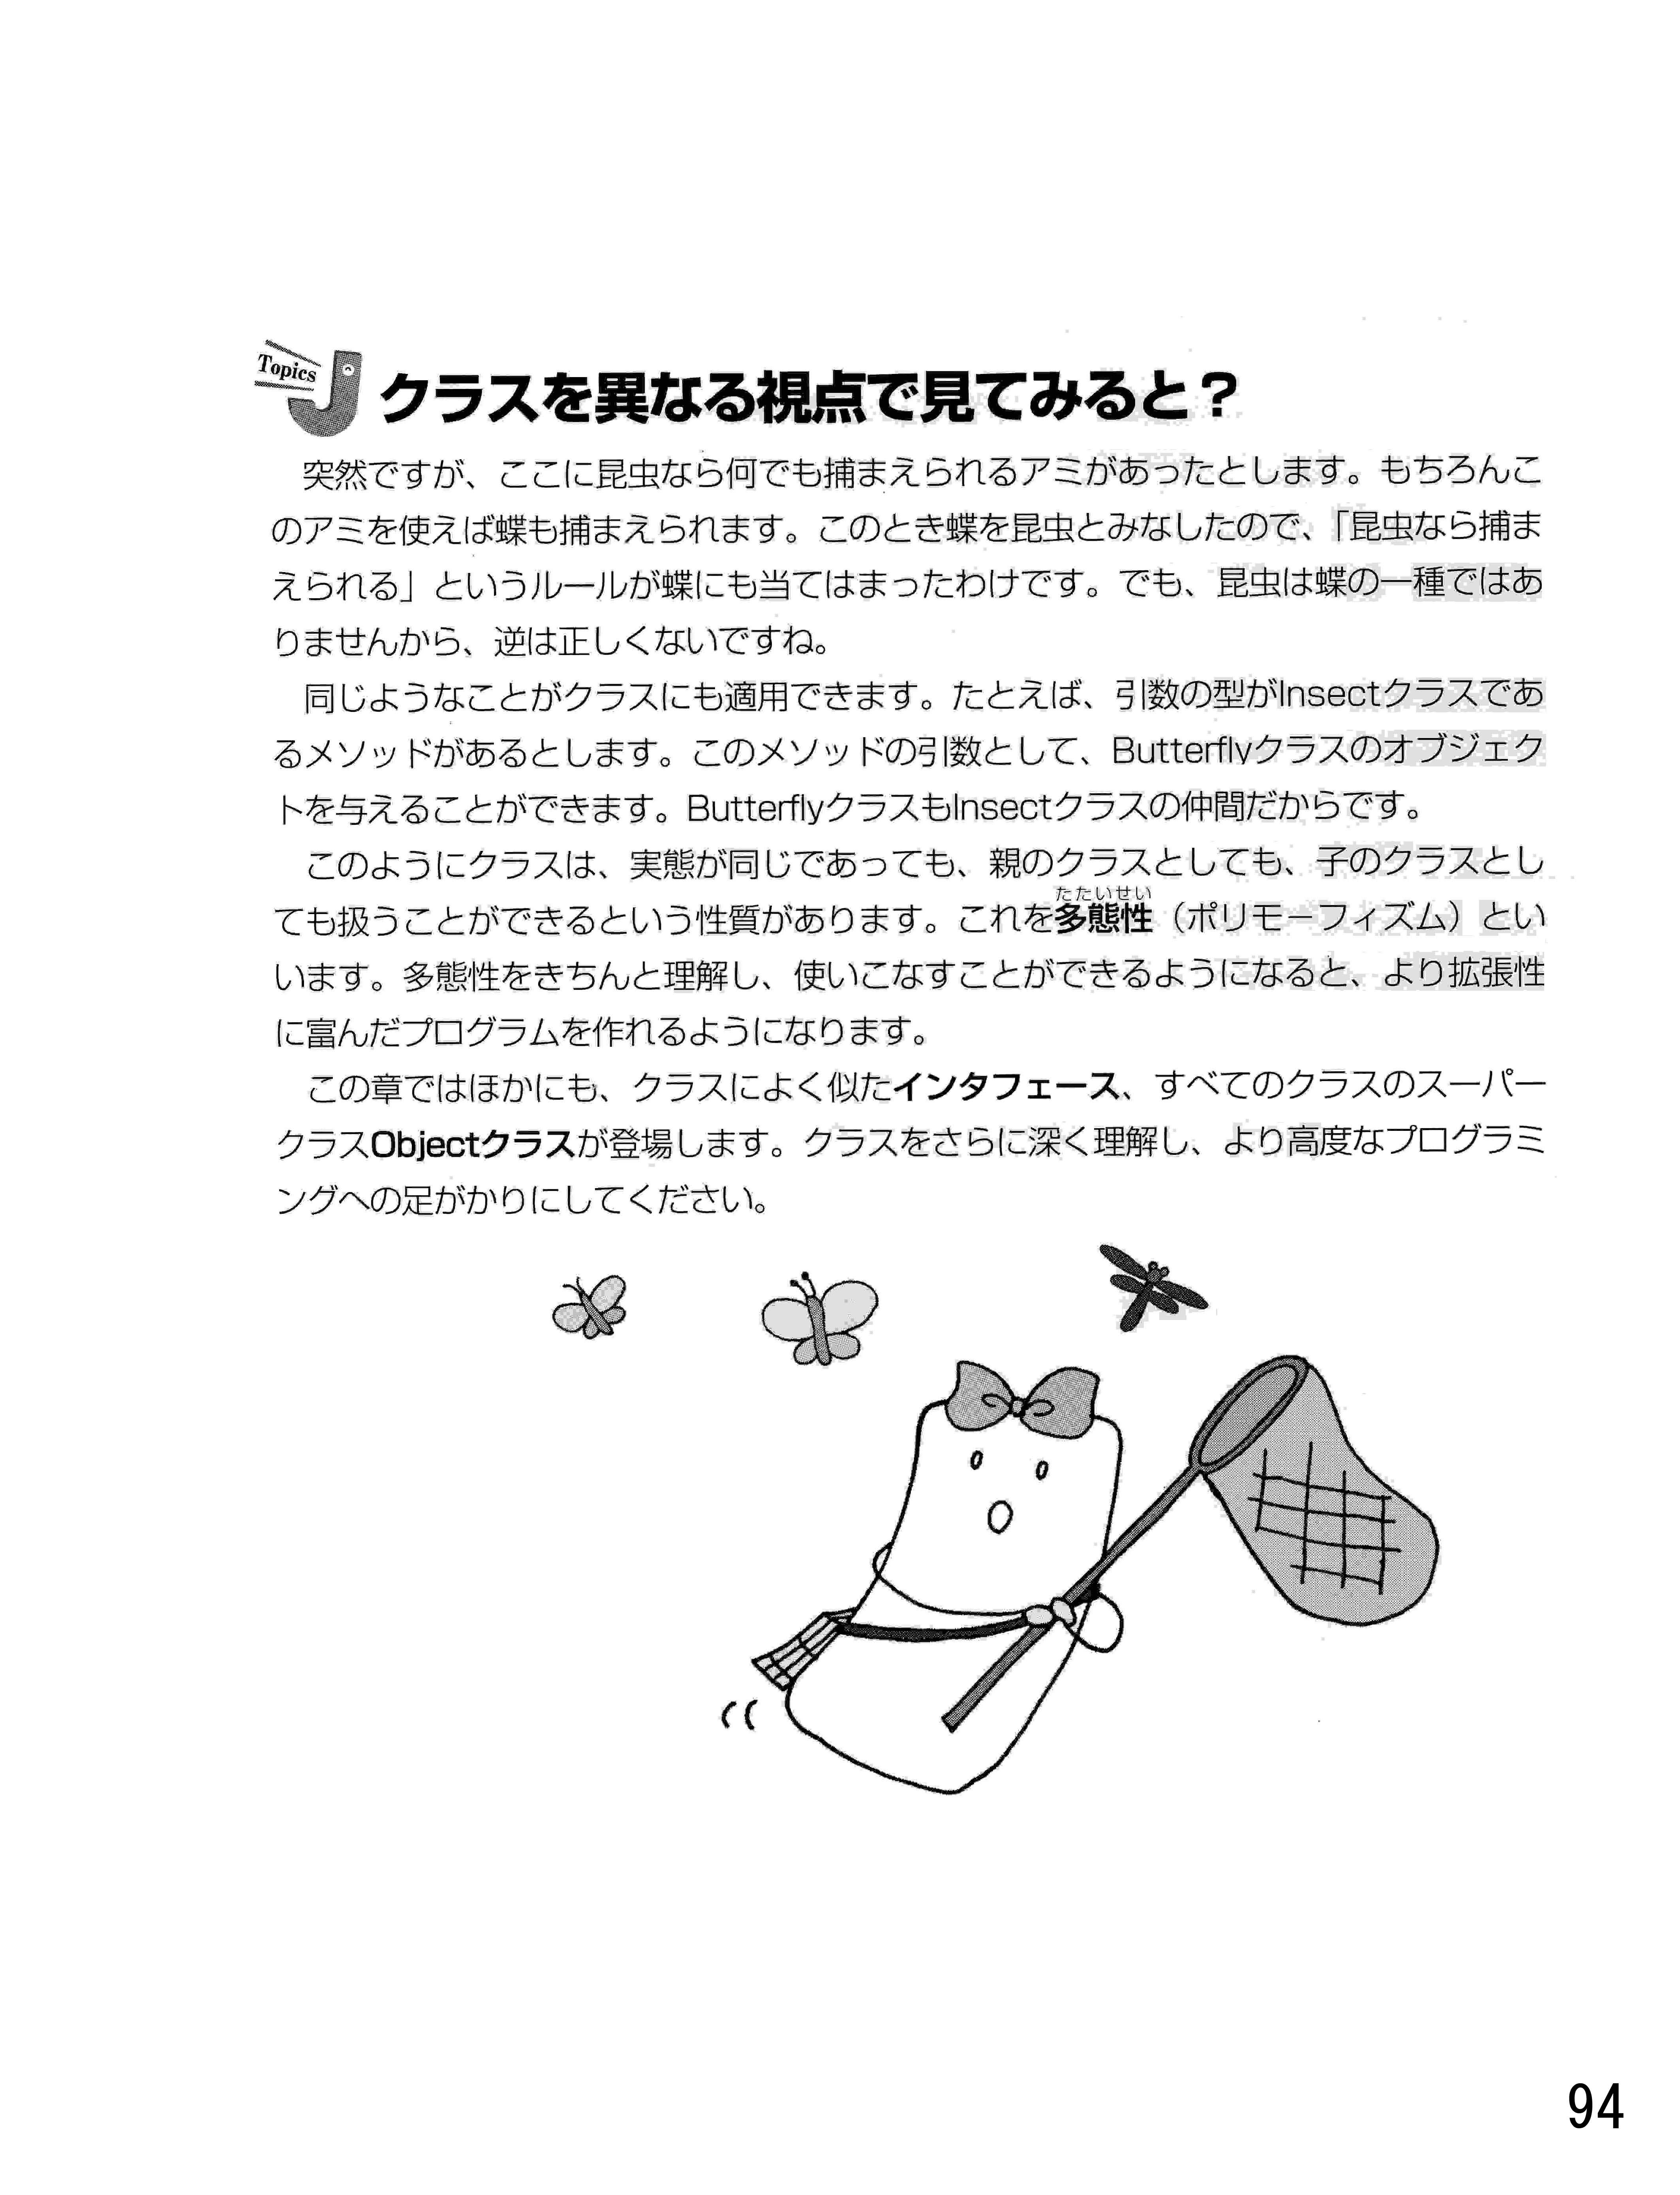 Topics
クラスを異なる視点で見てみると？
突然ですが、ここに昆虫なら何でも捕まえられるアミがあったとします。もちろんこ
のアミを使えば蝶も捕まえられます。このとき蝶を昆虫とみなしたので、「昆虫なら捕ま
えられる」というルールが蝶にも当てはまったわけです。でも、昆虫は蝶の一種ではあ
りませんから、逆は正しくないですね。
同じようなことがクラスにも適用できます。たとえば、引数の型がInsectクラスであ
るメソッドがあるとします。このメソッドの引数として、Butterflyクラスのオブジェク
トを与えることができます。ButterflyクラスもInsectクラスの仲間だからです。
このようにクラスは、実態が同じであっても、親のクラスとしても、子のクラスとし
たたいせい
ても扱うことができるという性質があります。これを多態性（ポリモーフィズム）とい
います。多態性をきちんと理解し、使いこなすことができるようになると、より拡張性
に富んだプログラムを作れるようになります。
この章ではほかにも、クラスによく似たインタフェース、すべてのクラスのスーパー
クラスObjectクラスが登場します。クラスをさらに深く理解し、より高度なプログラミ
ングへの足がかりにしてください。
94